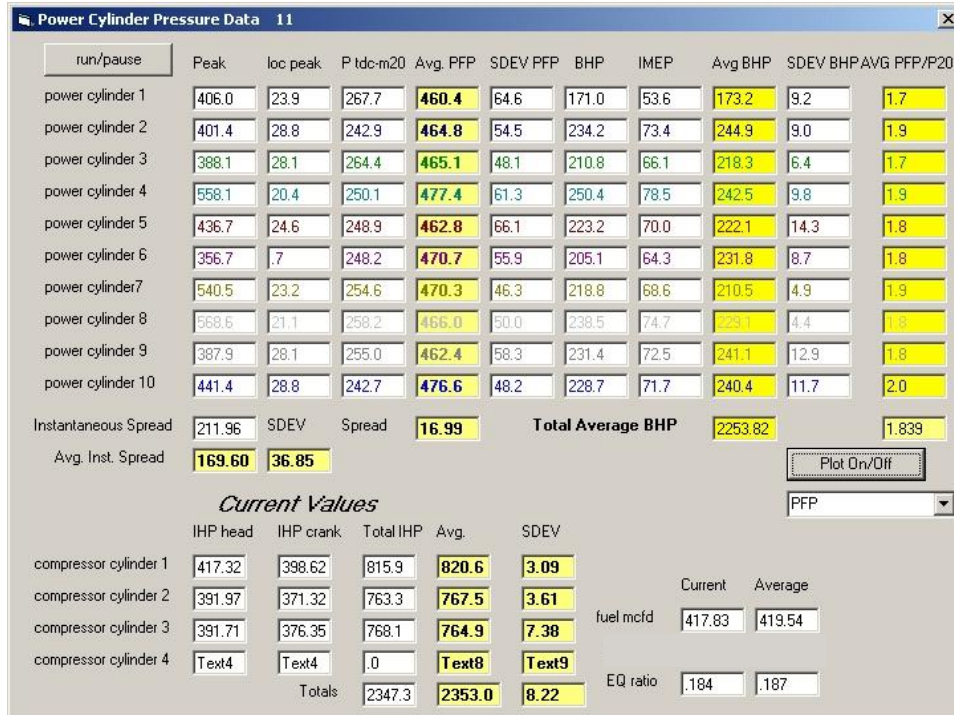 Power Cylinder Pressure Data 11
run/pause Peak loc peak P tdc-m20 Avg. PFP SDEV PFP BHP IMEP Avg BHP SDEV BHP AVG PFP/P20
power cylinder 1 406.0 23.9 267.7 460.4 64.6 171.0 53.6 173.2 9.2 1.7
power cylinder 2 401.4 28.8 242.9 464.8 54.5 234.2 73.4 244.9 9.0 1.9
power cylinder 3 388.1 28.1 264.4 465.1 48.1 210.8 66.1 218.3 6.4 1.7
power cylinder 4 558.1 20.4 250.1 477.4 61.3 250.4 78.5 242.5 9.8 1.9
power cylinder 5 436.7 24.6 248.9 462.8 66.1 223.2 70.0 222.1 14.3 1.8
power cylinder 6 356.7 .7 248.2 470.7 55.9 205.1 64.3 231.8 8.7 1.8
power cylinder7 540.5 23.2 254.6 470.3 46.3 218.8 68.6 210.5 4.9 1.9
power cylinder 8 568.6 21.1 258.2 466.0 50.0 238.5 74.7 229.1 4.4 1.8
power cylinder 9 387.9 28.1 255.0 462.4 58.3 231.4 72.5 241.1 12.9 1.8
power cylinder 10 441.4 28.8 242.7 476.6 48.2 228.7 71.7 240.4 11.7 2.0
Instantaneous Spread 211.96 SDEV Spread 16.99 Total Average BHP 2253.82 1.839
Avg. Inst. Spread 169.60 36.85 Plot On/Off
Current Values PFP
IHP head IHP crank Total IHP Avg. SDEV
compressor cylinder 1 417.32 398.62 815.9 820.6 3.09
compressor cylinder 2 391.97 371.32 763.3 767.5 3.61
Current Average
compressor cylinder 3 391.71 376.35 768.1 764.9 7.38 fuel mcfd 417.83 419.54
compressor cylinder 4 Text4 Text4 .0 Text8 Text9
Totals 2347.3 2353.0 8.22 EQ ratio .184 .187